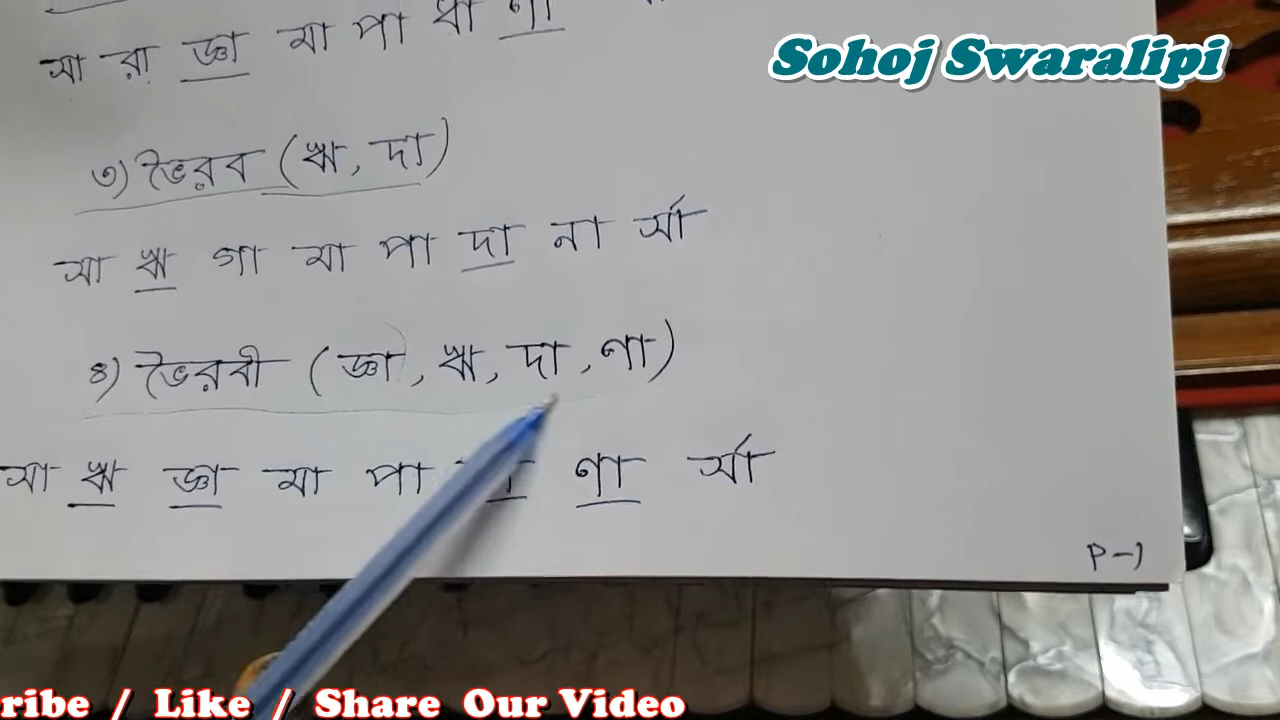 সা রা জ্ঞা মা পা ধা ণা
Sohoj Swaralipi
৩) ভৈরব (ঋ, দা)
সা ঋ গা মা পা দা না র্সা
৪) ভৈরবী (জ্ঞা, ঋ, দা, ণা)
সা ঋ জ্ঞা মা পা ণা র্সা
P-1
ribe / Like / Share Our Video